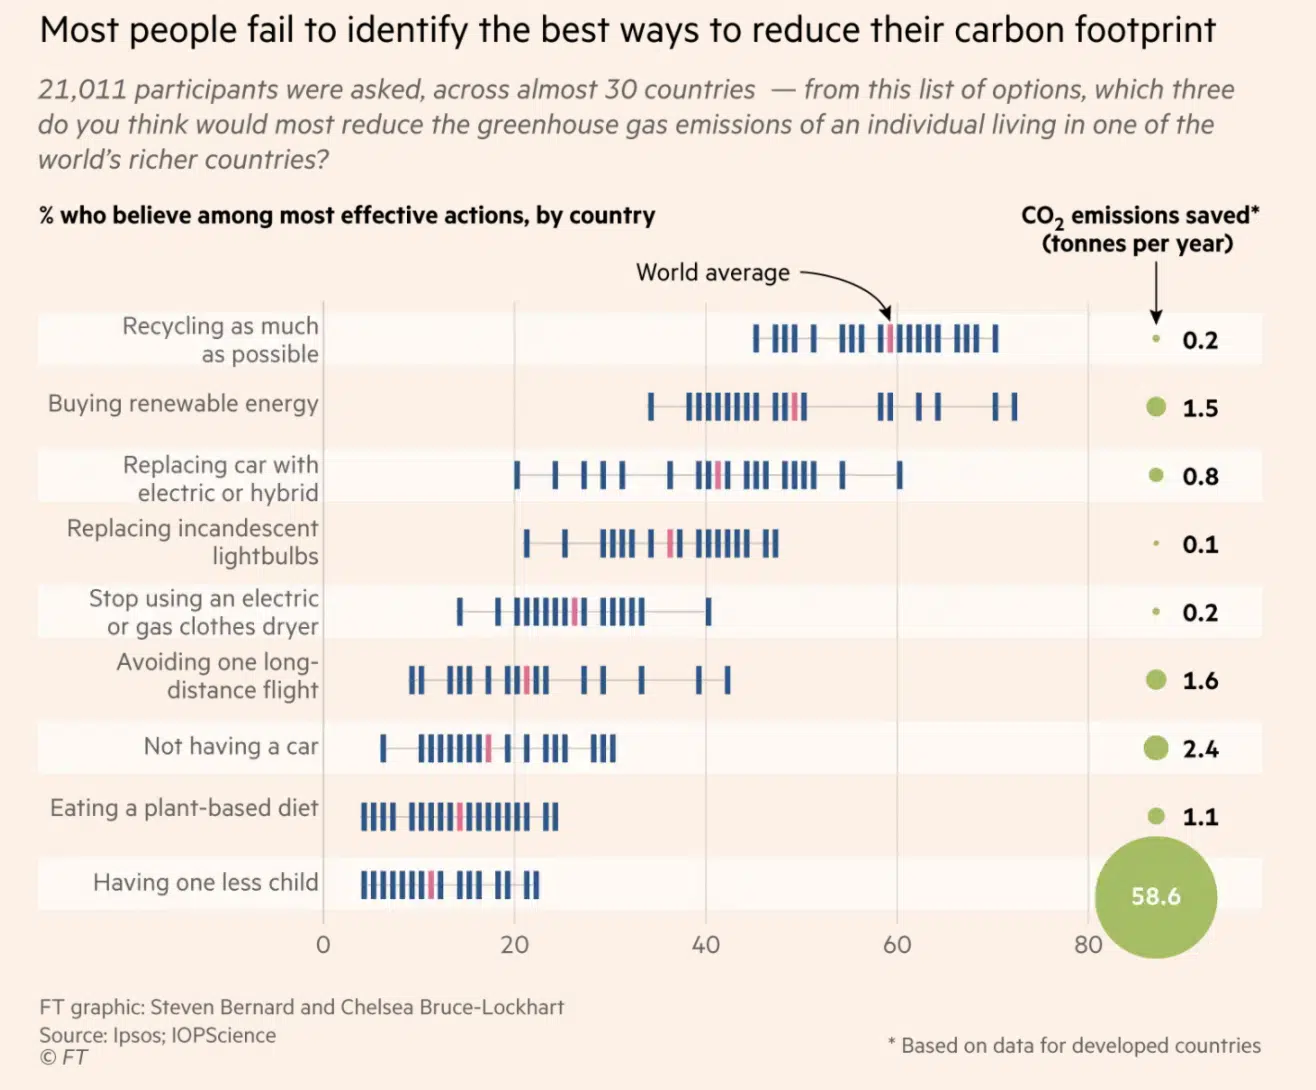 Most people fail to identify the best ways to reduce their carbon footprint
21,011 participants were asked, across almost 30 countries — from this list of options, which three
do you think would most reduce the greenhouse gas emissions of an individual living in one of the
world's richer countries?
% who believe among most effective actions, by country
CO2 emissions saved*
(tonnes per year)
World average
Recycling as much
as possible
0.2
Buying renewable energy
1.5
Replacing car with
electric or hybrid
0.8
Replacing incandescent
lightbulbs
0.1
Stop using an electric
or gas clothes dryer
0.2
Avoiding one long-
distance flight
1.6
Not having a car
2.4
Eating a plant-based diet
1.1
Having one less child
58.6
0 20 40 60 80
FT graphic: Steven Bernard and Chelsea Bruce-Lockhart
Source: Ipsos; IOPScience
© FT
* Based on data for developed countries